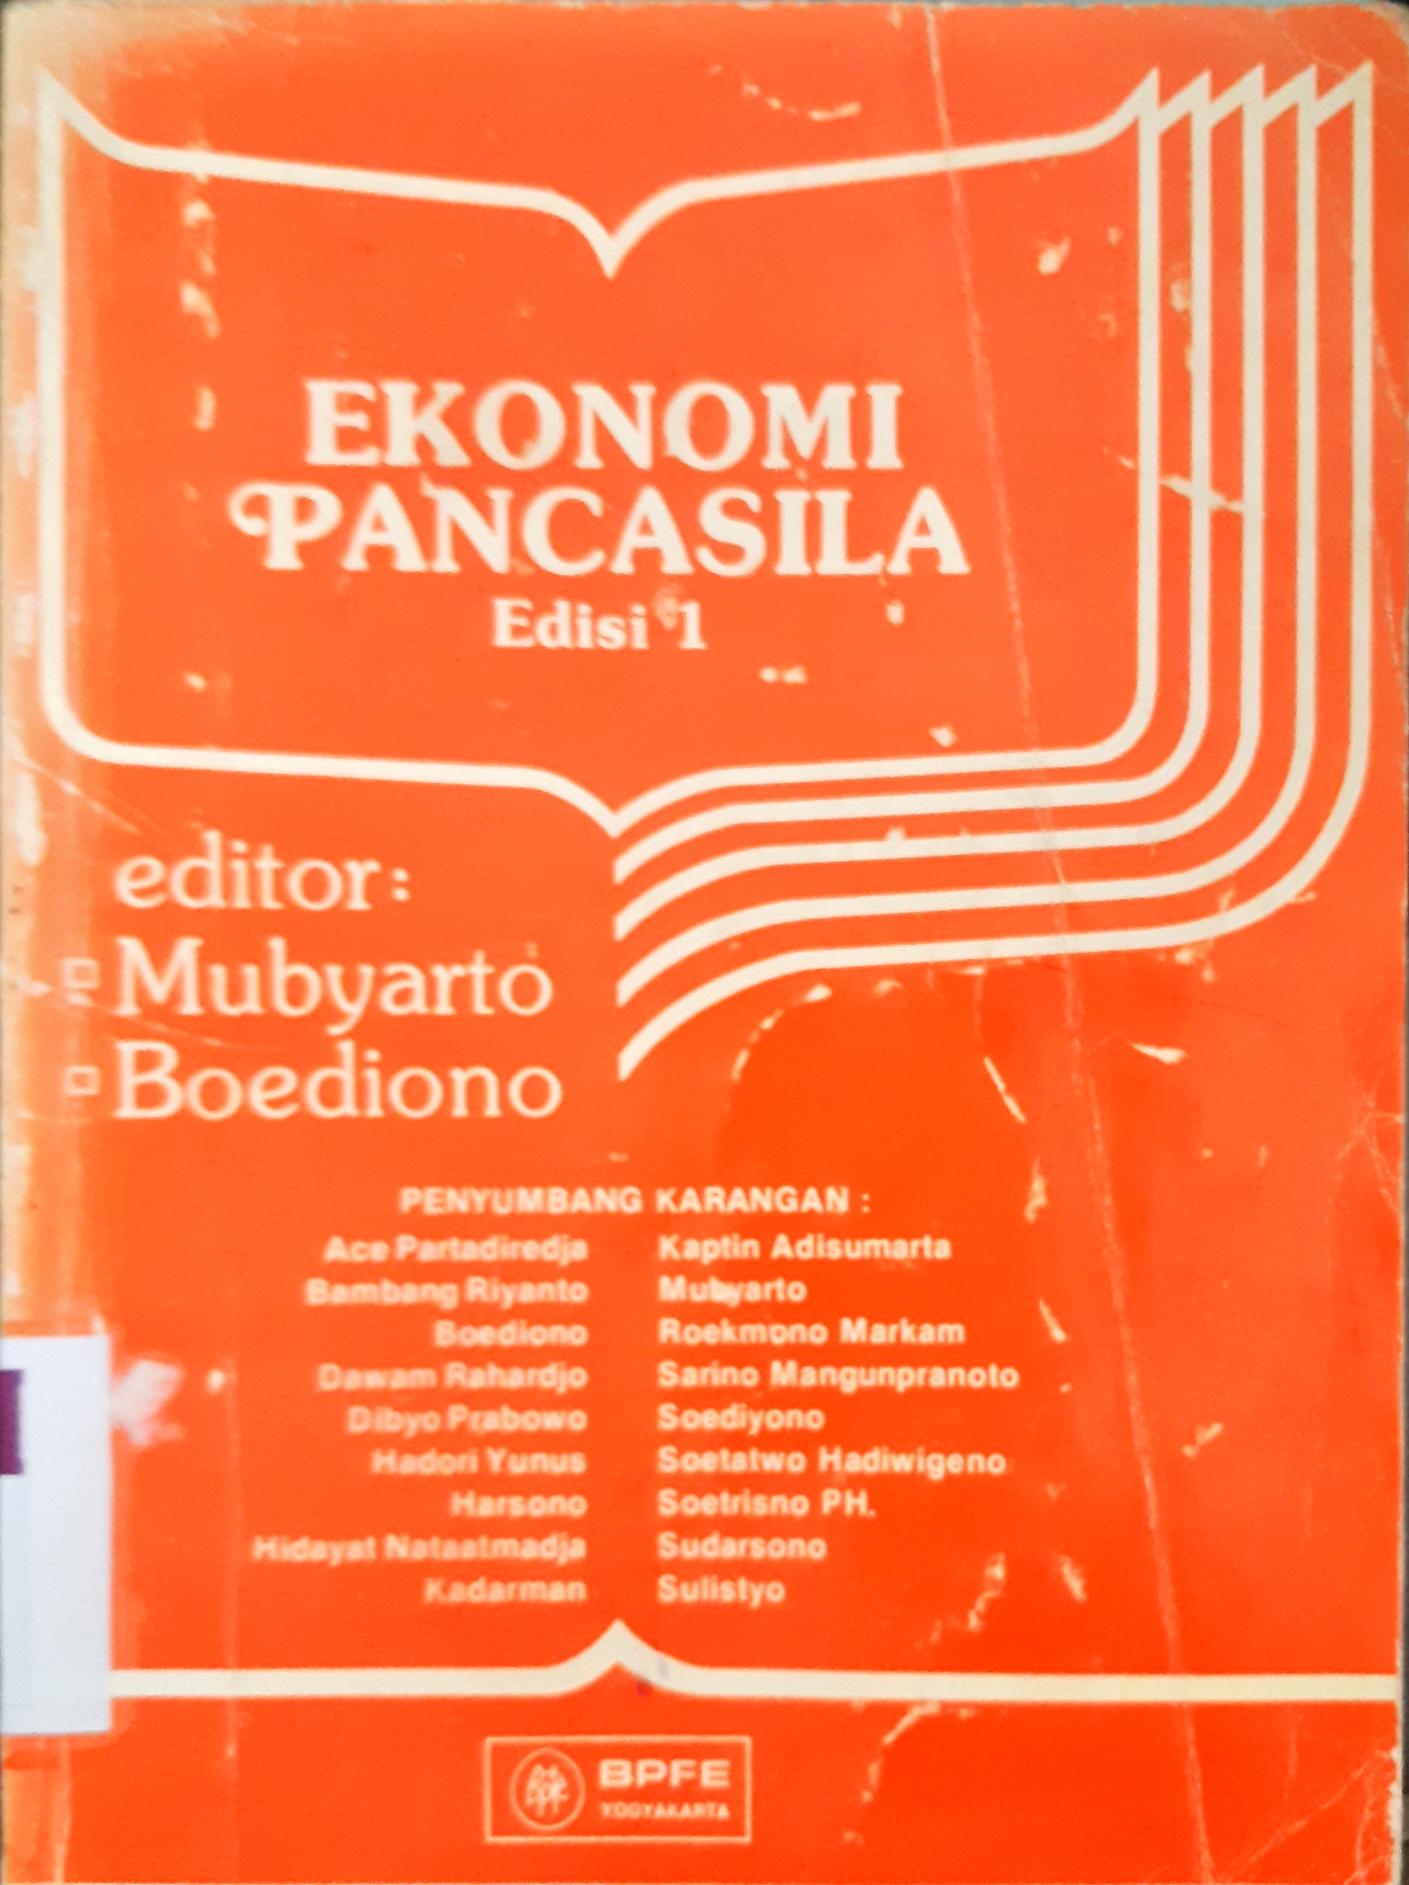 EKONOMI
PANCASILA
Edisi 1
editor:
Mubyarto
Boediono
PENYUMBANG KARANGAN :
Ace Partadiredja
Bambang Riyanto
Boediono
Dawam Rahardjo
Dibyo Prabowo
Hadori Yunus
Harsono
Hidayat Nataatmadja
Kadarman
Kaptin Adisumarta
Mubyarto
Roekmono Markam
Sarino Mangunpranoto
Soediyono
Soetatwo Hadiwigeno
Soetrisno PH.
Sudarsono
Sulistyo
BPFE
YOGYAKARTA